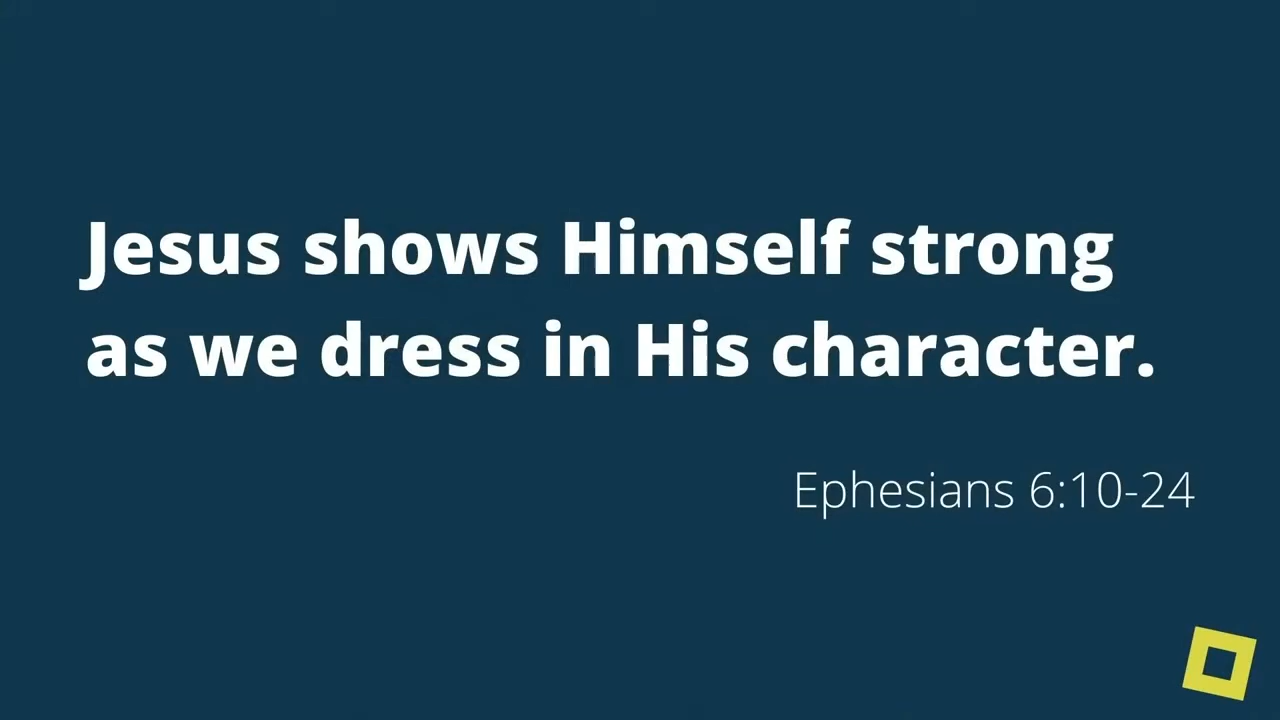 Jesus shows Himself strong
as we dress in His character.
Ephesians 6:10-24